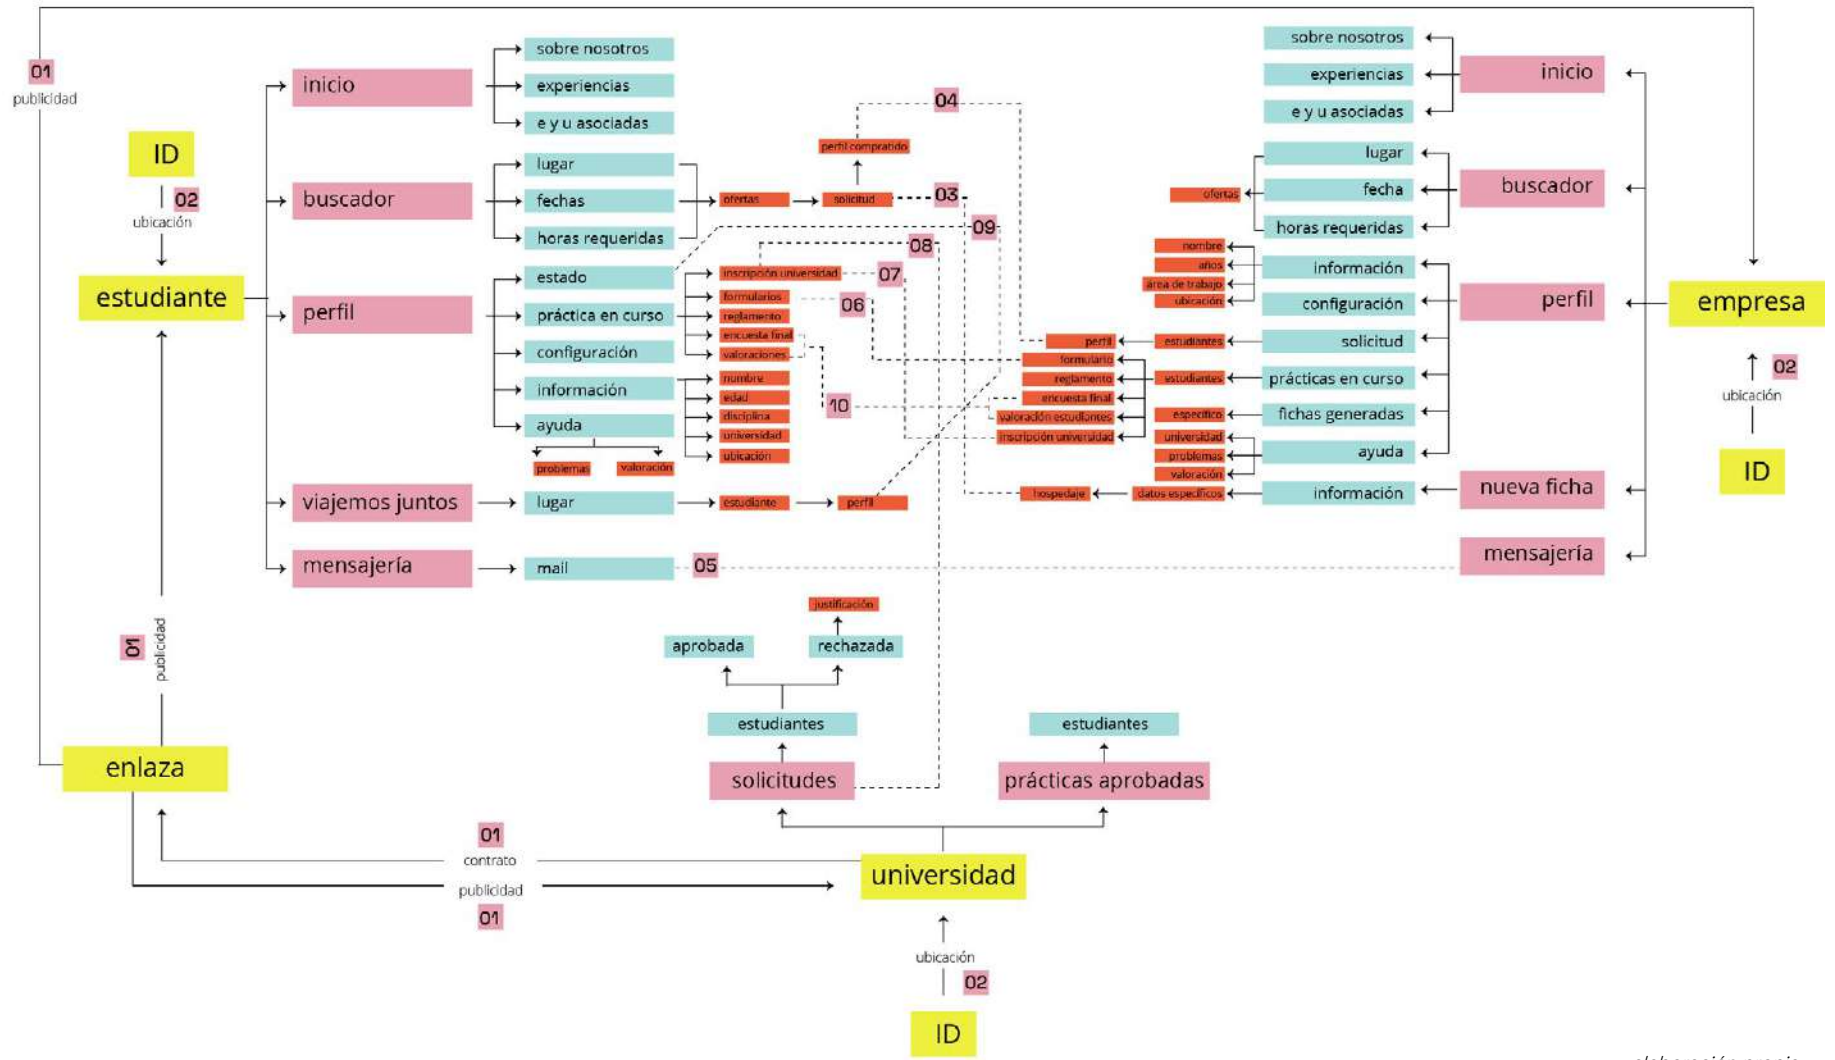 01
publicidad
ID
02
ubicación
estudiante
inicio
sobre nosotros
experiencias
e y u asociadas
buscador
lugar
fechas
horas requeridas
ofertas
solicitud
perfil compratido
04
03
09
08
07
06
10
perfil
estado
práctica en curso
configuración
información
ayuda
problemas
valoración
inscripción universidad
formularios
reglamento
encuesta final
valoraciones
nombre
edad
disciplina
universidad
ubicación
viajemos juntos
lugar
estudiante
perfil
mensajería
mail
05
sobre nosotros
experiencias
e y u asociadas
inicio
lugar
fecha
horas requeridas
buscador
ofertas
nombre
años
área de trabajo
ubicación
información
configuración
solicitud
prácticas en curso
fichas generadas
ayuda
perfil
estudiantes
perfil
estudiantes
formulario
reglamento
encuesta final
valoración estudiantes
inscripción universidad
específico
universidad
problemas
valoración
hospedaje
datos específicos
información
nueva ficha
mensajería
empresa
02
ubicación
ID
01
publicidad
enlaza
justificación
aprobada
rechazada
estudiantes
solicitudes
estudiantes
prácticas aprobadas
01
contrato
publicidad
01
universidad
ubicación
02
ID